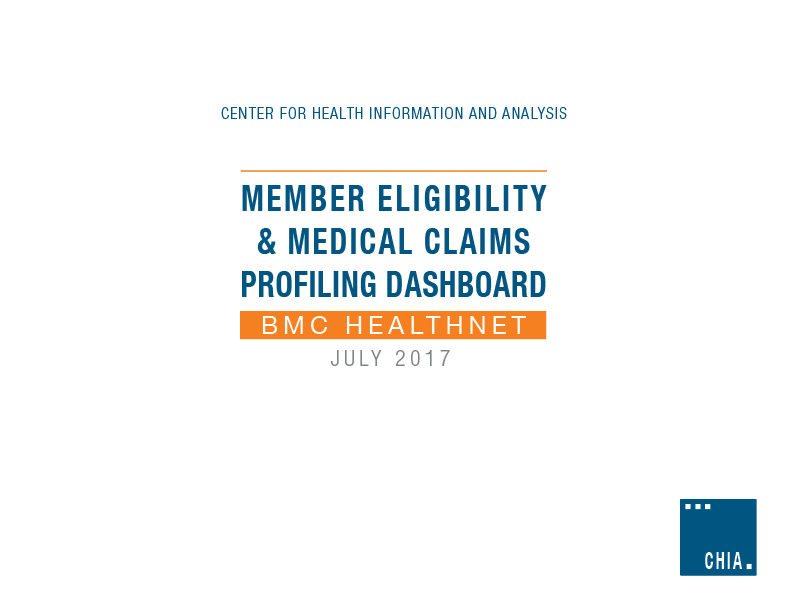 CENTER FOR HEALTH INFORMATION AND ANALYSIS
MEMBER ELIGIBILITY
& MEDICAL CLAIMS
PROFILING DASHBOARD
BMC HEALTHNET
JULY 2017
CHIA.